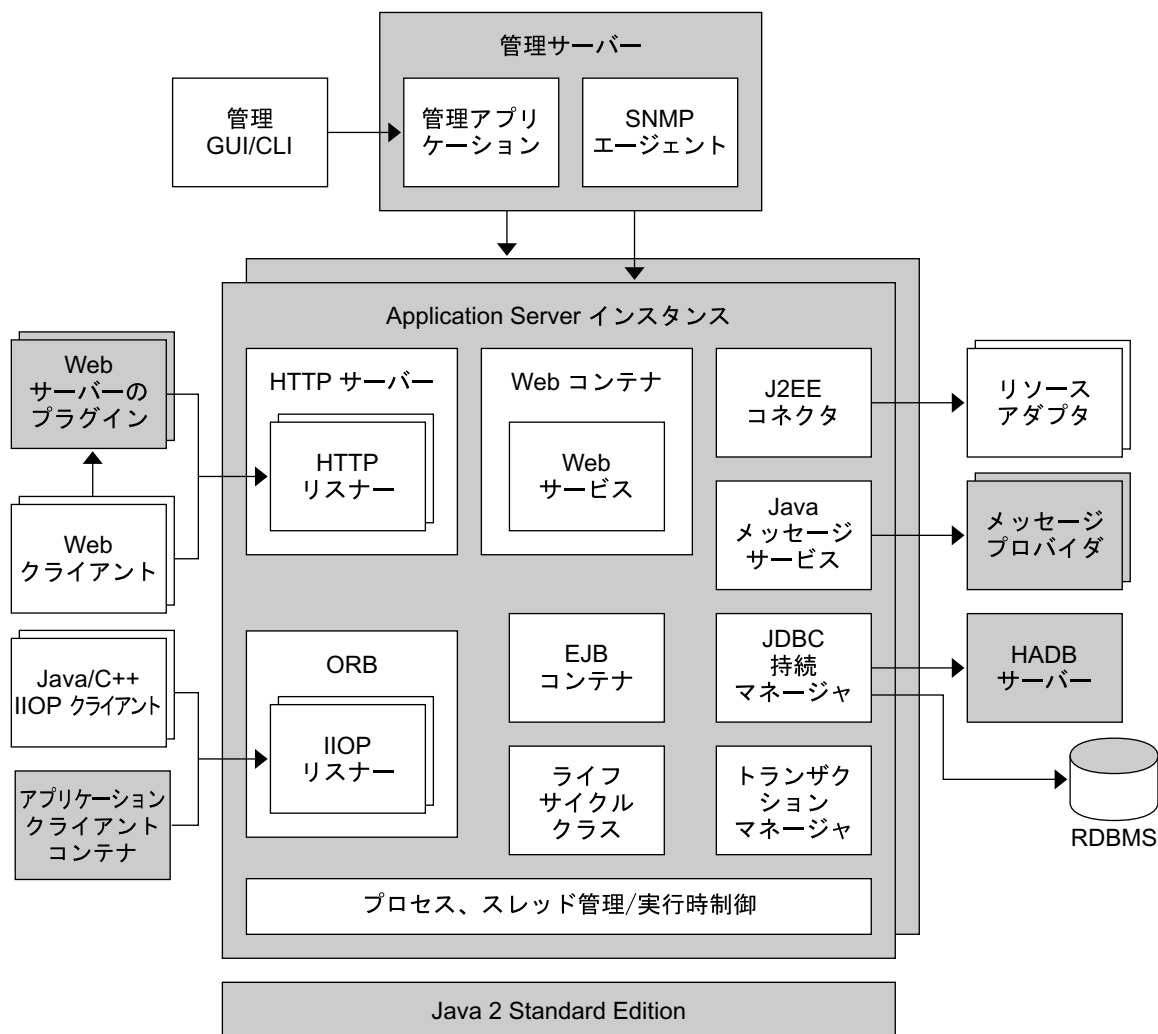 管理サーバー
管理
GUI/CLI
管理アプリ
ケーション
SNMP
エージェント
Application Server インスタンス
Web
サーバーの
プラグイン
HTTP サーバー
HTTP
リスナー
Web コンテナ
Web
サービス
J2EE
コネクタ
リソース
アダプタ
Web
クライアント
Java
メッセージ
サービス
メッセージ
プロバイダ
Java/C++
IIOP クライアント
ORB
IIOP
リスナー
EJB
コンテナ
JDBC
持続
マネージャ
HADB
サーバー
アプリケーション
クライアント
コンテナ
ライフ
サイクル
クラス
トランザク
ション
マネージャ
RDBMS
プロセス、スレッド管理/実行時制御
Java 2 Standard Edition